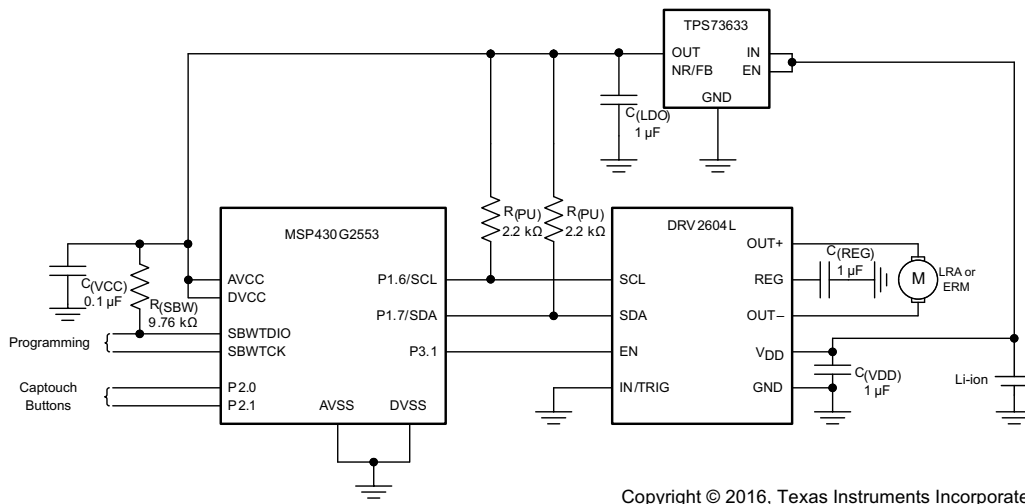 TPS73633
OUT
IN
NR/FB
EN
GND
C(LDO)
1 µF
R(PU)
2.2 kΩ
R(PU)
2.2 kΩ
MSP430G2553
DRV2604L
AVCC
DVCC
SBWTDIO
SBWTCK
P2.0
P2.1
AVSS
DVSS
P1.6/SCL
P1.7/SDA
P3.1
SCL
SDA
EN
IN/TRIG
OUT+
REG
OUT–
VDD
GND
C(VCC)
0.1 µF
R(SBW)
9.76 kΩ
Programming
Captouch
Buttons
C(REG)
1 µF
M
LRA or
ERM
C(VDD)
1 µF
Li-ion
Copyright © 2016, Texas Instruments Incorporate